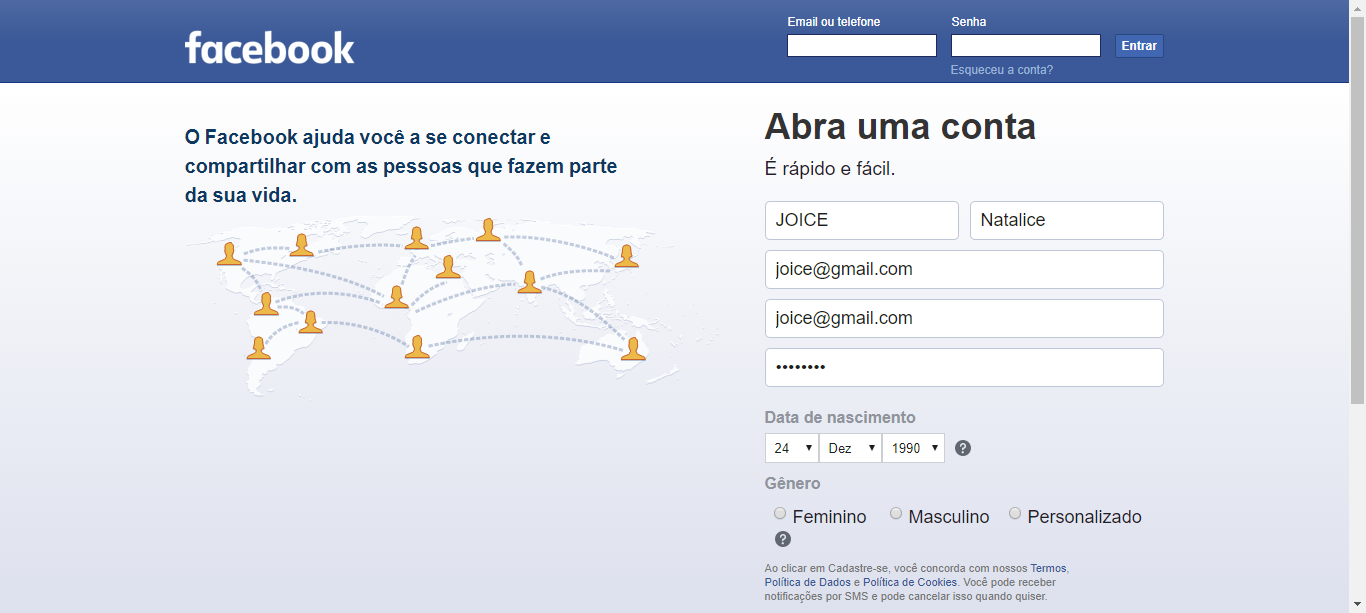 facebook
Email ou telefone
Senha
Entrar
Esqueceu a conta?
O Facebook ajuda você a se conectar e
compartilhar com as pessoas que fazem parte
da sua vida.
Abra uma conta
É rápido e fácil.
JOICE
Natalice
joice@gmail.com
joice@gmail.com
••••••••
Data de nascimento
24 Dez 1990
?
Gênero
Feminino Masculino Personalizado
?
Ao clicar em Cadastre-se, você concorda com nossos Termos,
Política de Dados e Política de Cookies. Você pode receber
notificações por SMS e pode cancelar isso quando quiser.